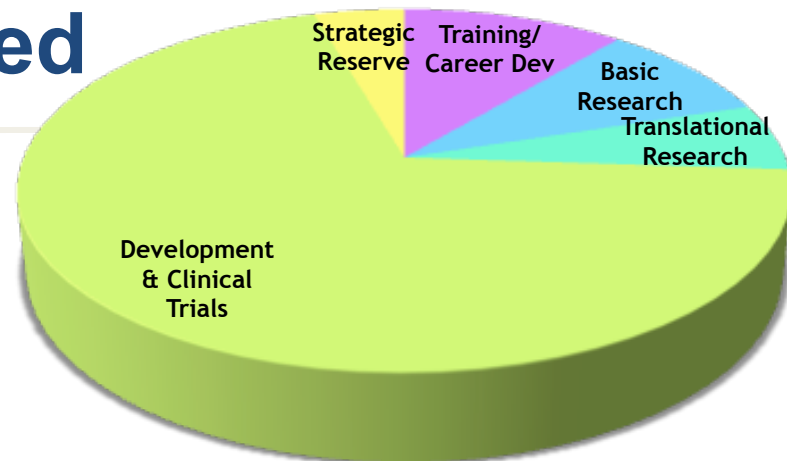 ed
Strategic
Reserve
Training/
Career Dev
Basic
Research
Translational
Research
Development
& Clinical
Trials